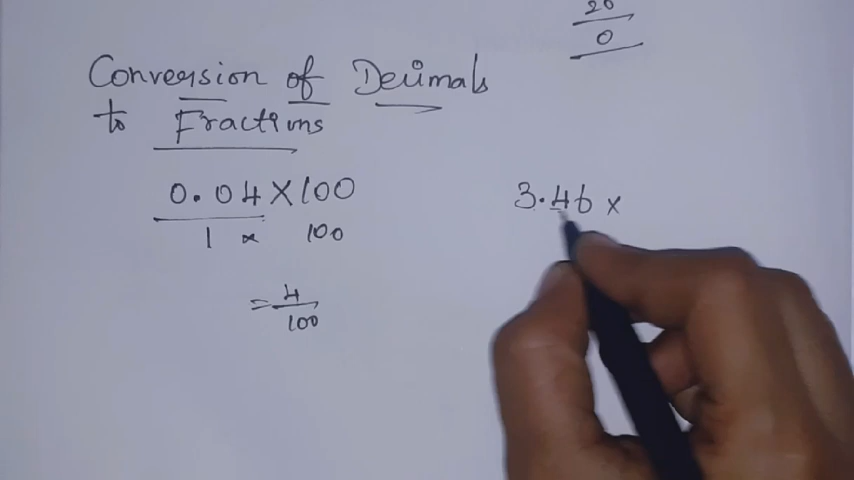 20
0
Conversion of Decimals
to Fractions
0.04 X 100
1 x 100
= 4
100
3.46 x